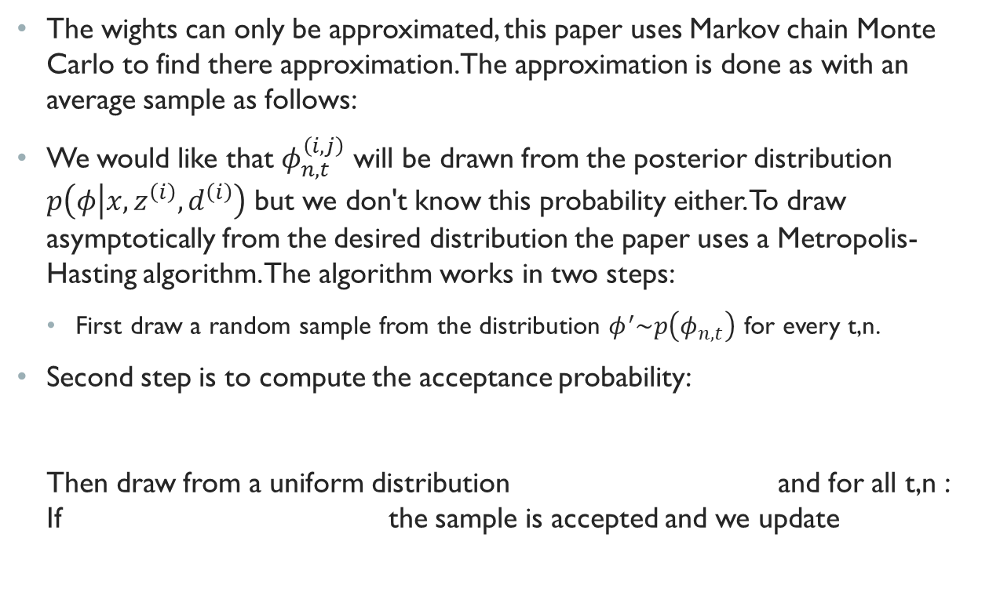 • The wights can only be approximated, this paper uses Markov chain Monte
Carlo to find there approximation. The approximation is done as with an
average sample as follows:
• We would like that ϕ_{n,t}^{(i,j)} will be drawn from the posterior distribution
p(ϕ|x, z^{(i)}, d^{(i)}) but we don't know this probability either. To draw
asymptotically from the desired distribution the paper uses a Metropolis-
Hasting algorithm. The algorithm works in two steps:
• First draw a random sample from the distribution ϕ′~p(ϕ_{n,t}) for every t,n.
• Second step is to compute the acceptance probability:
Then draw from a uniform distribution and for all t,n :
If the sample is accepted and we update